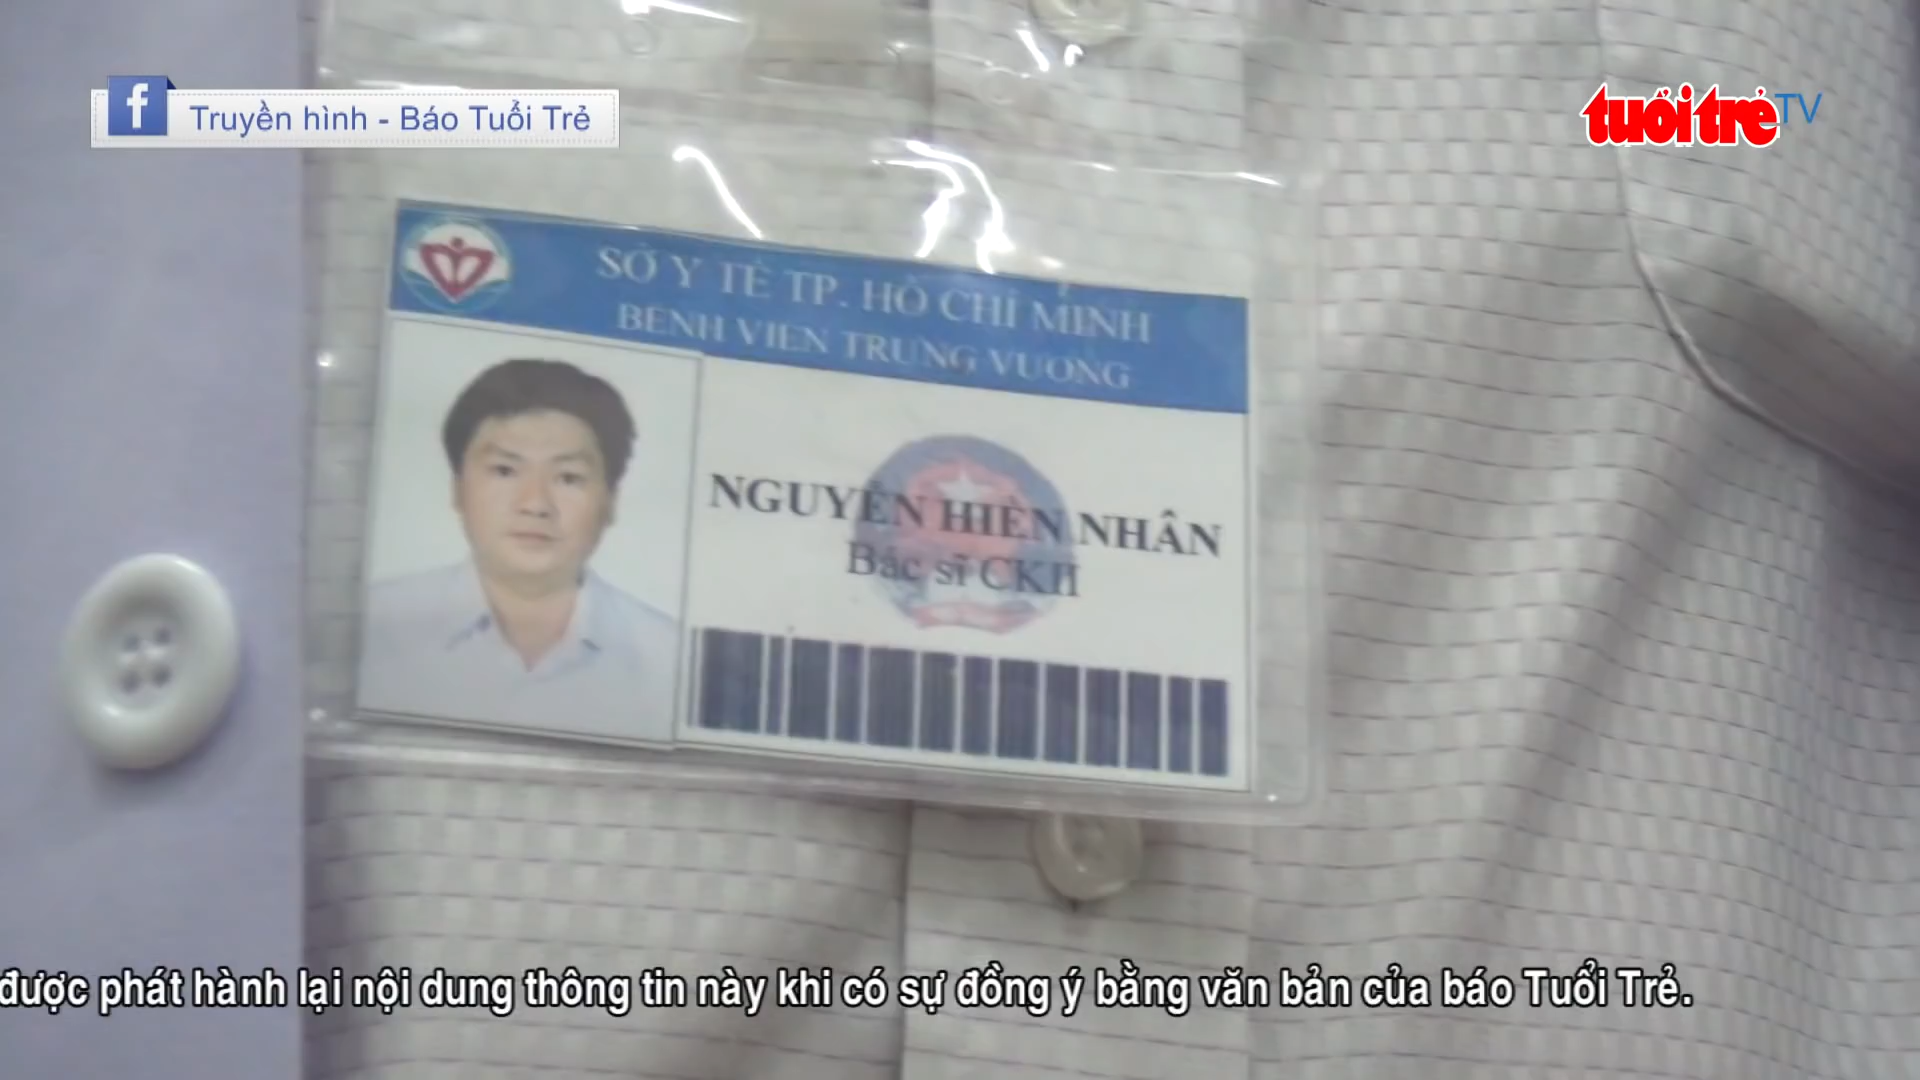 f
Truyền hình - Báo Tuổi Trẻ
tuổi trẻ TV
SỞ Y TẾ TP. HỒ CHÍ MINH
BỆNH VIỆN TRƯNG VƯƠNG
NGUYỄN HIỀN NHÂN
Bác sĩ CKII
được phát hành lại nội dung thông tin này khi có sự đồng ý bằng văn bản của báo Tuổi Trẻ.